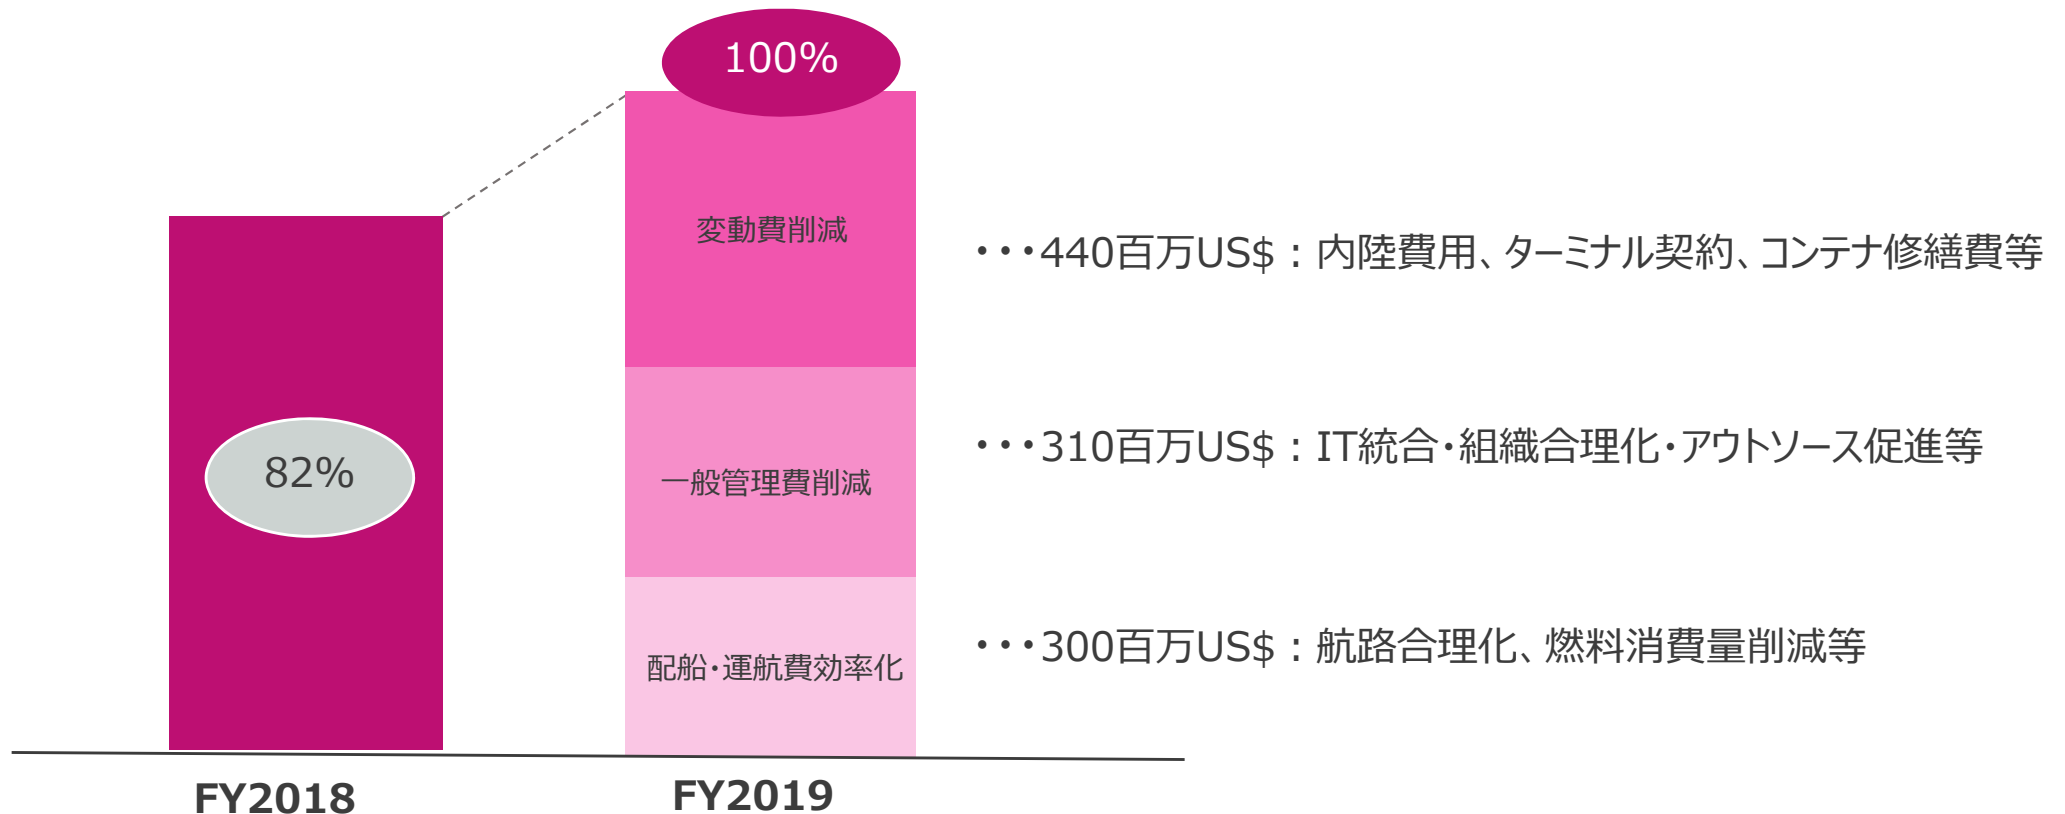 100%
変動費削減
・・・440百万US$：内陸費用、ターミナル契約、コンテナ修繕費等
82%
一般管理費削減
・・・310百万US$：IT統合・組織合理化・アウトソース促進等
配船・運航費効率化
・・・300百万US$：航路合理化、燃料消費量削減等
FY2018
FY2019